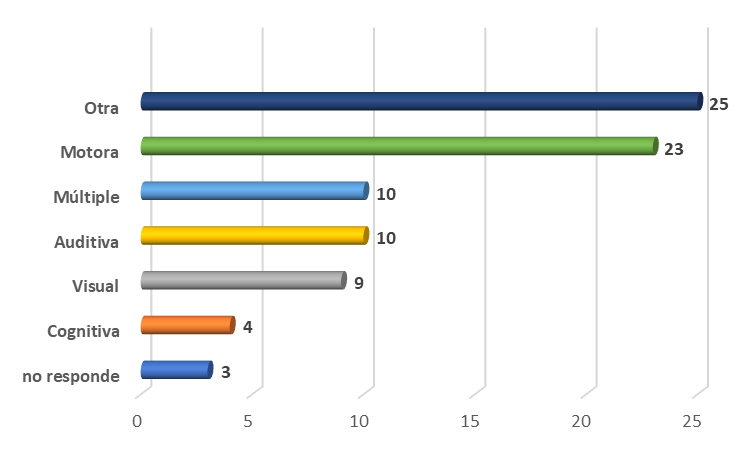 Otra 25
Motora 23
Múltiple 10
Auditiva 10
Visual 9
Cognitiva 4
no responde 3
0 5 10 15 20 25